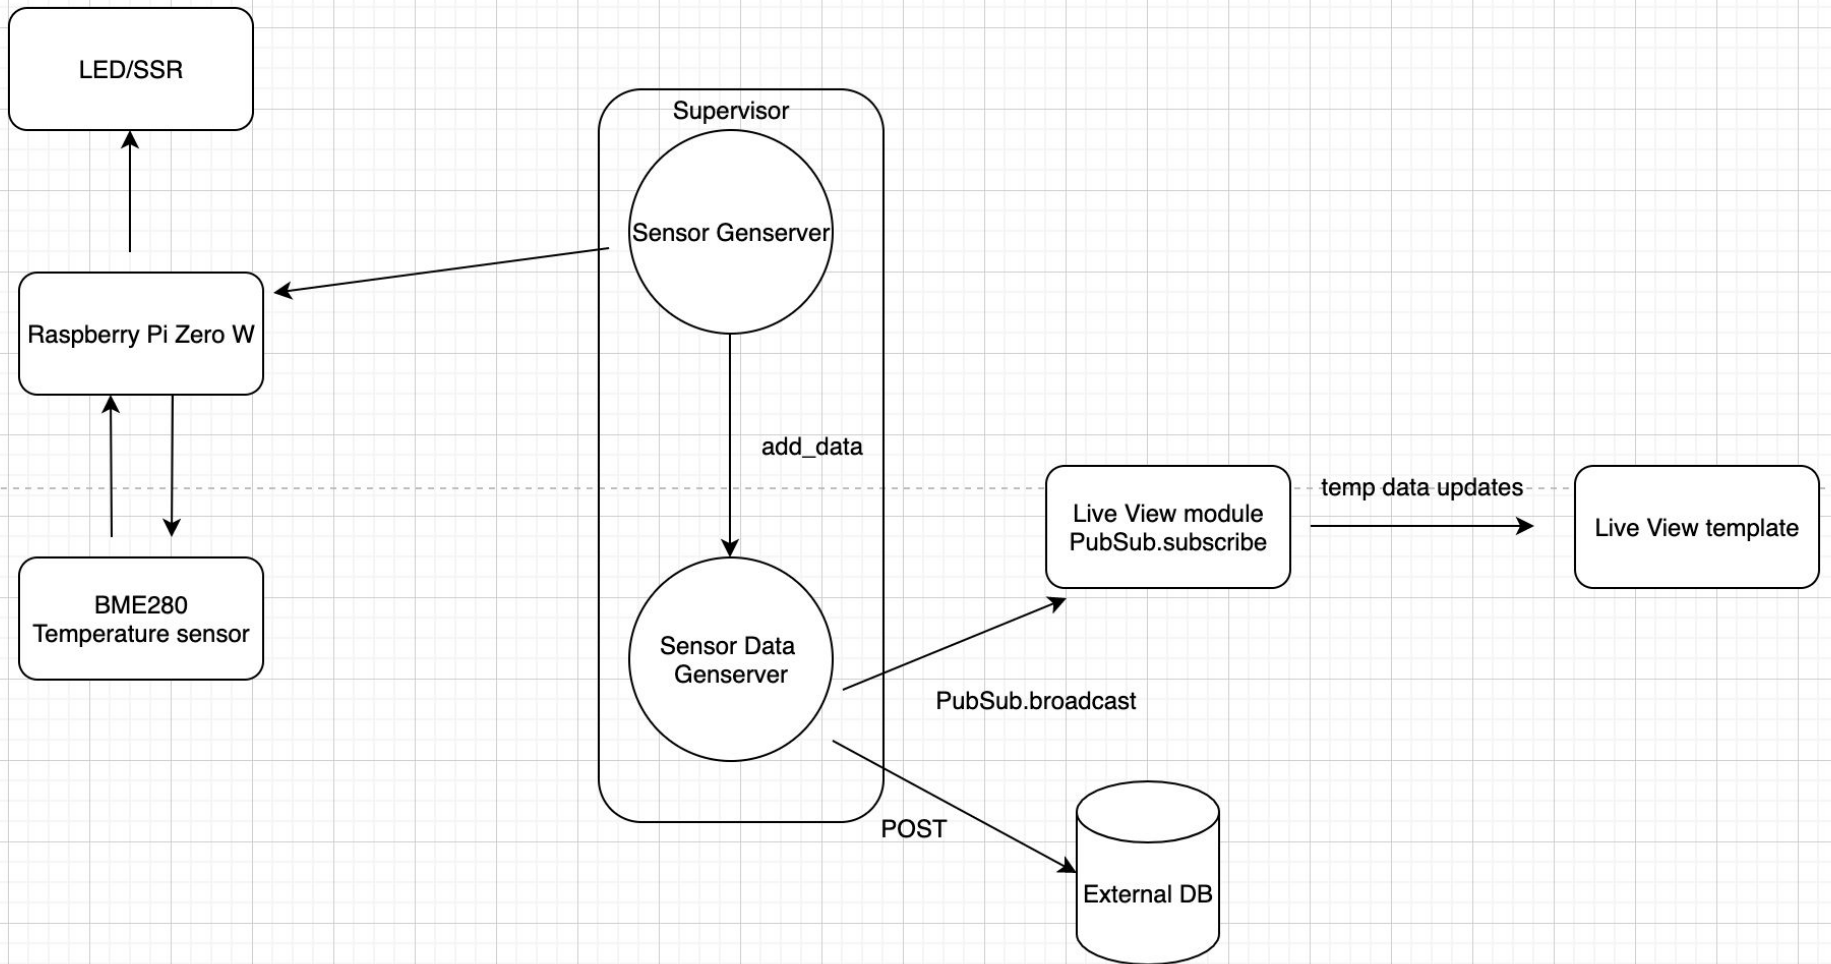 LED/SSR
Supervisor
Sensor Genserver
Raspberry Pi Zero W
add_data
temp data updates
Live View module
PubSub.subscribe
Live View template
BME280
Temperature sensor
Sensor Data
Genserver
PubSub.broadcast
POST
External DB